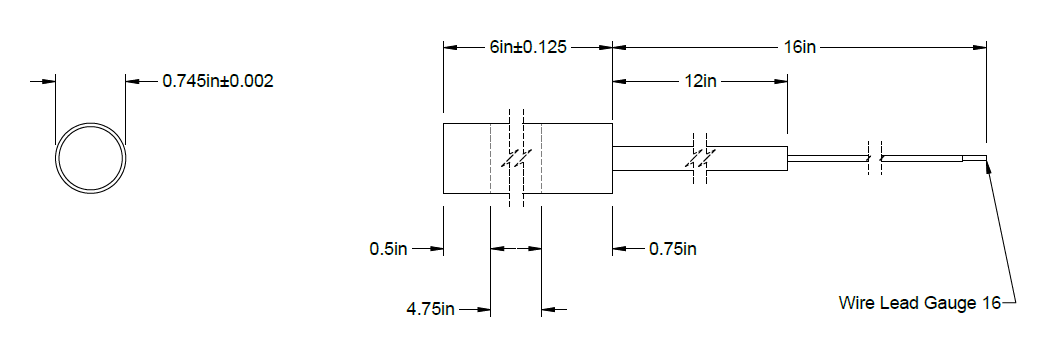 6in±0.125
16in
0.745in±0.002
12in
0.5in
0.75in
4.75in
Wire Lead Gauge 16